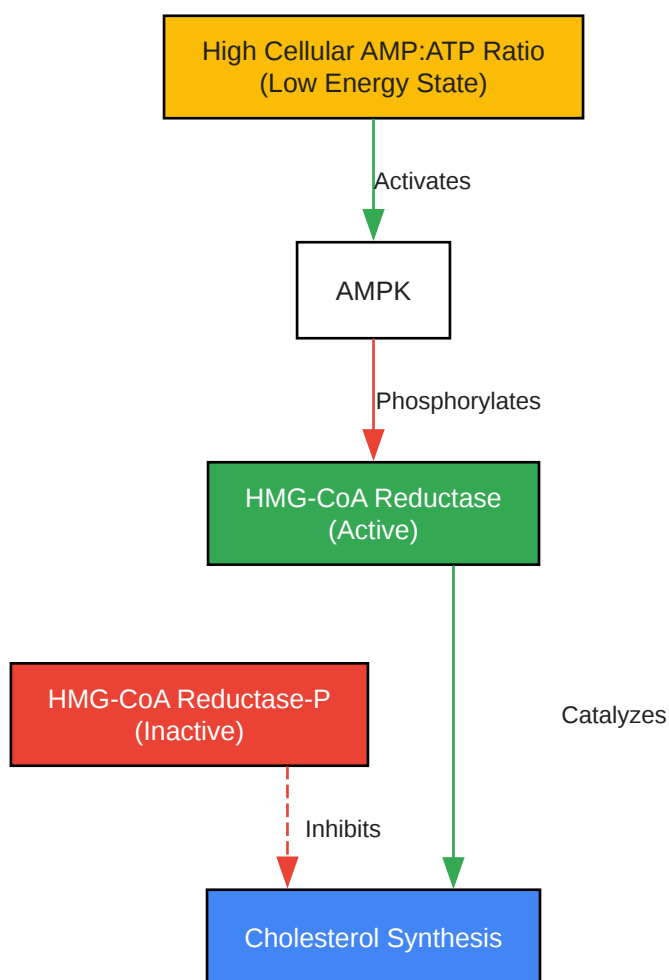 High Cellular AMP:ATP Ratio
(Low Energy State)
Activates
AMPK
Phosphorylates
HMG-CoA Reductase
(Active)
HMG-CoA Reductase-P
(Inactive)
Catalyzes
Inhibits
Cholesterol Synthesis